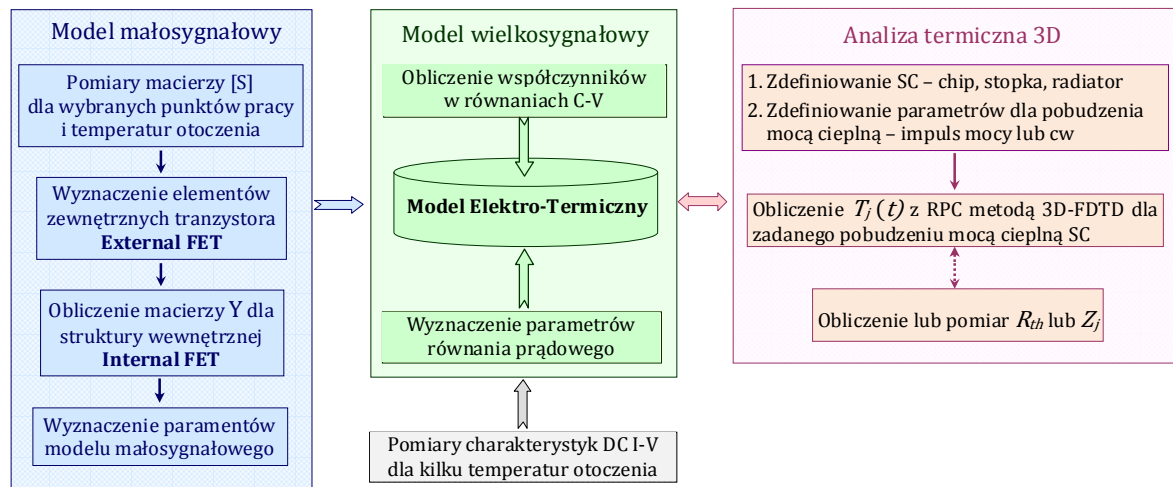 Model małosygnałowy
Pomiary macierzy [S]
dla wybranych punktów pracy
i temperatur otoczenia
Wyznaczenie elementów
zewnętrznych tranzystora
External FET
Obliczenie macierzy Y dla
struktury wewnętrznej
Internal FET
Wyznaczenie paramentów
modelu małosygnałowego
Model wielkosygnałowy
Obliczenie współczynników
w równaniach C-V
Model Elektro-Termiczny
Wyznaczenie parametrów
równania prądowego
Pomiary charakterystyk DC I-V
dla kilku temperatur otoczenia
Analiza termiczna 3D
1. Zdefiniowanie SC – chip, stopka, radiator
2. Zdefiniowanie parametrów dla pobudzenia
mocą cieplną – impuls mocy lub cw
Obliczenie Tj (t) z RPC metodą 3D-FDTD dla
zadanego pobudzeniu mocą cieplną SC
Obliczenie lub pomiar Rth lub Zj